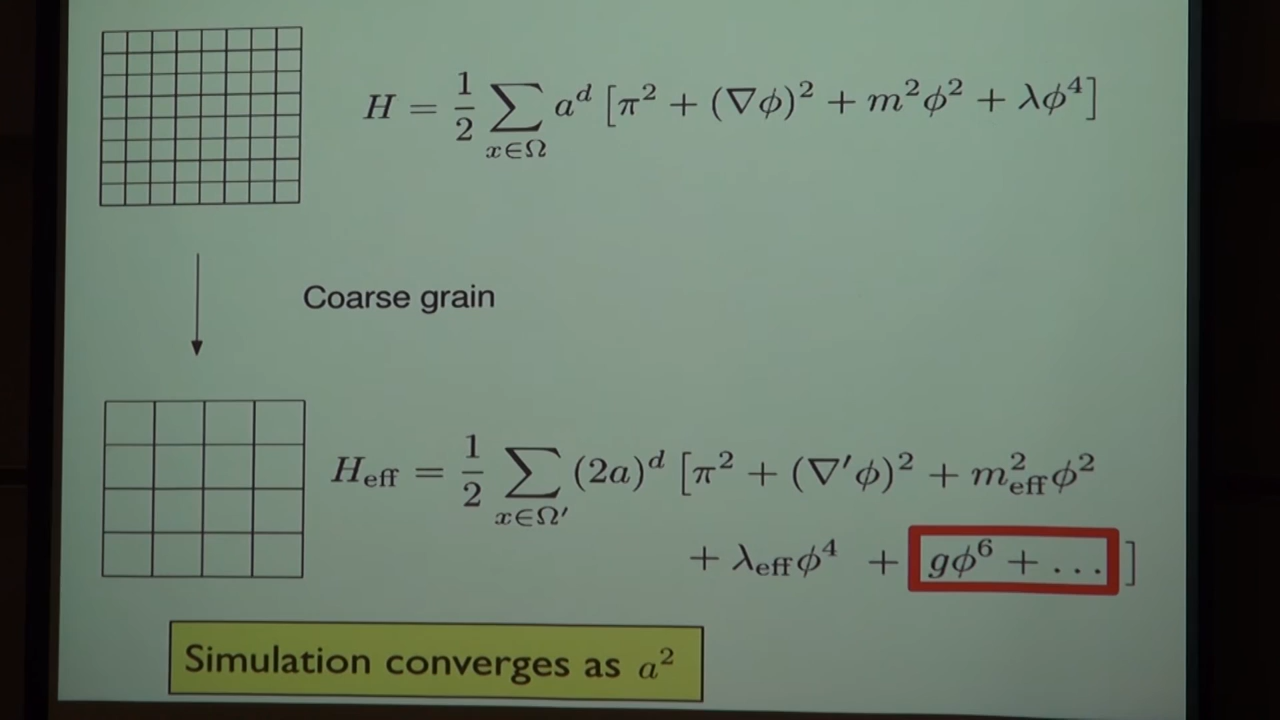 H = \frac{1}{2} \sum_{x \in \Omega} a^d [\pi^2 + (\nabla\phi)^2 + m^2\phi^2 + \lambda\phi^4]
Coarse grain
H_{\text{eff}} = \frac{1}{2} \sum_{x \in \Omega'} (2a)^d [\pi^2 + (\nabla'\phi)^2 + m_{\text{eff}}^2\phi^2
+ \lambda_{\text{eff}}\phi^4 + g\phi^6 + \ldots ]
Simulation converges as a^2